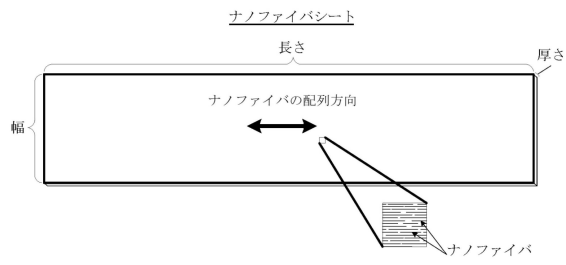 ナノファイバシート
長さ
厚さ
ナノファイバの配列方向
幅
ナノファイバ